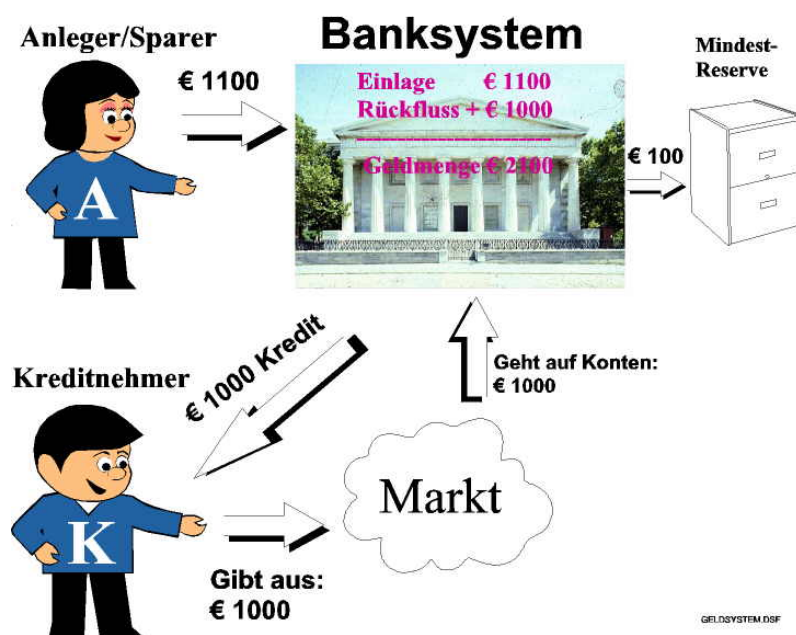 Anleger/Sparer
Banksystem
Mindest-
Reserve
€ 1100
Einlage € 1100
Rückfluss + € 1000
Geldmenge € 2100
€ 100
A
Kreditnehmer
€ 1000 Kredit
Geht auf Konten:
€ 1000
K
Markt
Gibt aus:
€ 1000
GELDSYSTEM.DSF